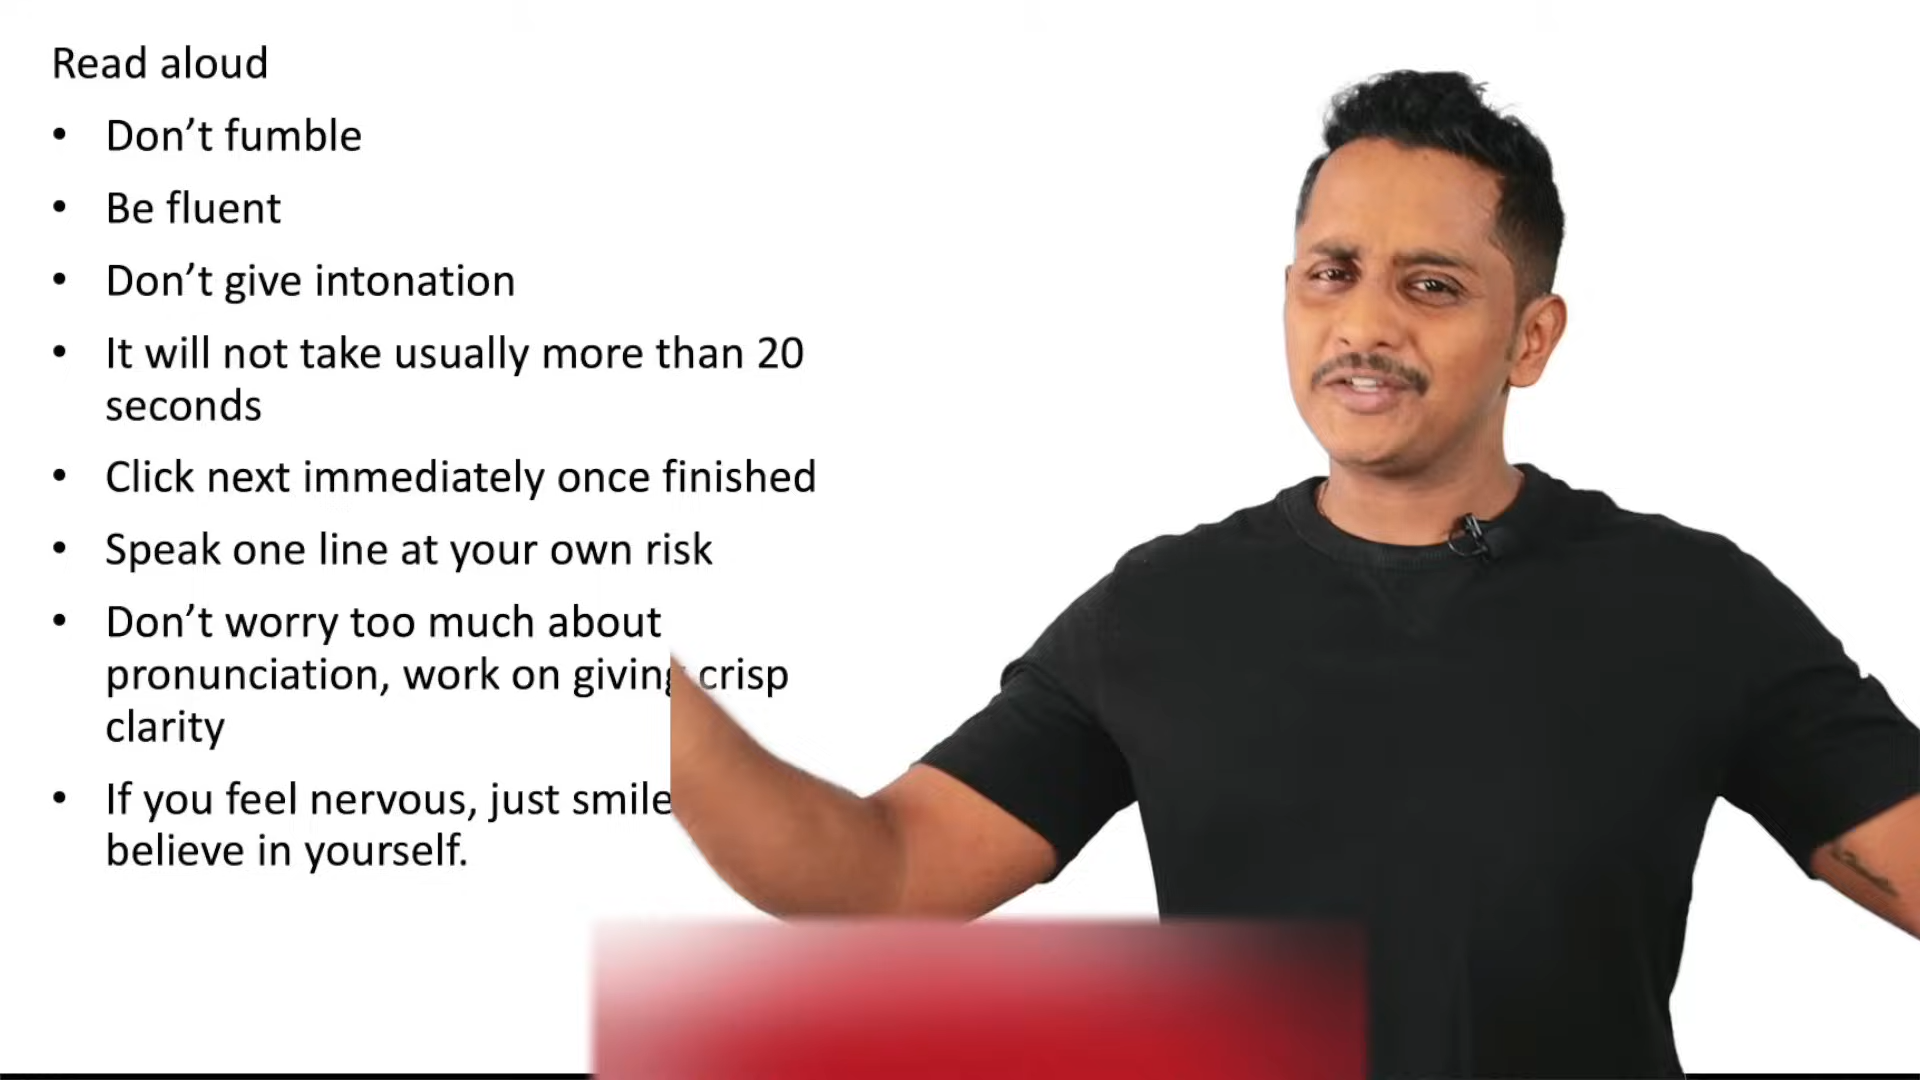 Read aloud
• Don’t fumble
• Be fluent
• Don’t give intonation
• It will not take usually more than 20
seconds
• Click next immediately once finished
• Speak one line at your own risk
• Don’t worry too much about
pronunciation, work on giving crisp
clarity
• If you feel nervous, just smile
believe in yourself.